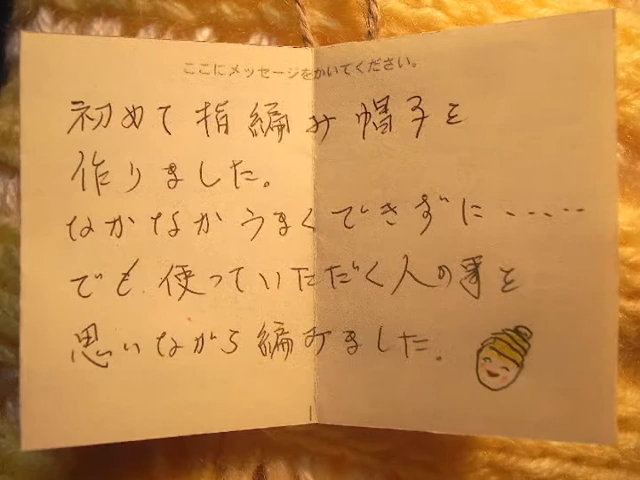 ここにメッセージをかいてください。
初めて指編み帽子を
作りました。
なかなかうまくできずに・・・・・
でも、使っていただく人の事を
思いながら編みました。